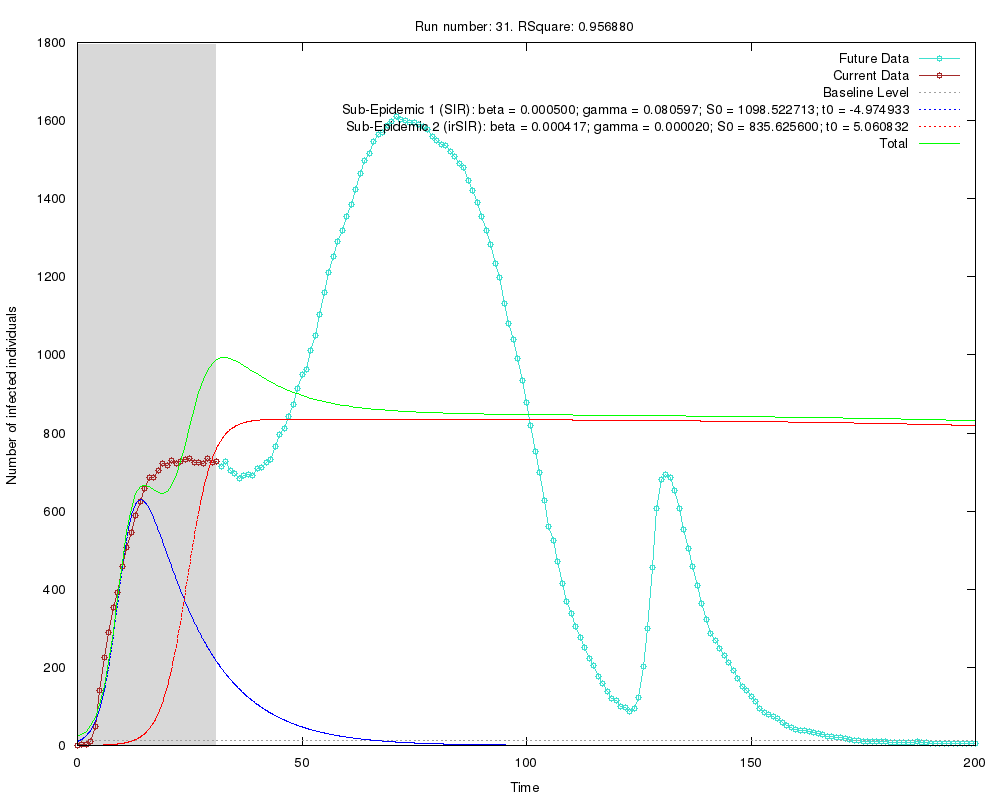 Run number: 31. RSquare: 0.956880
Number of infected individuals
1800
1600
1400
1200
1000
800
600
400
200
0
Future Data
Current Data
Baseline Level
Sub-Epidemic 1 (SIR): beta = 0.000500; gamma = 0.080597; S0 = 1098.522713; t0 = -4.974933
Sub-Epidemic 2 (irSIR): beta = 0.000417; gamma = 0.000020; S0 = 835.625600; t0 = 5.060832
Total
0 50 100 150 200
Time